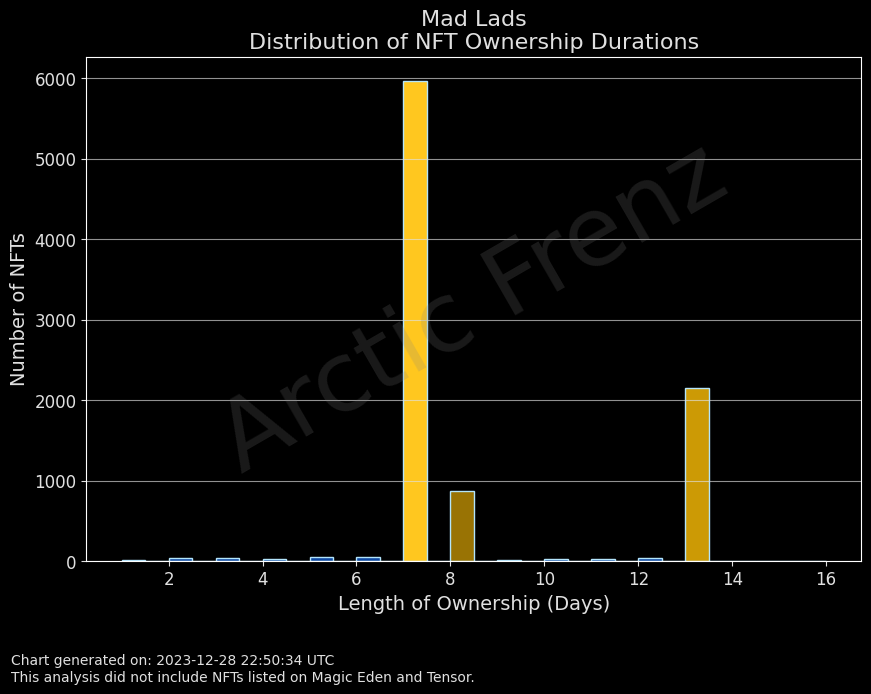 Mad Lads
Distribution of NFT Ownership Durations
6000
5000
4000
3000
2000
1000
0
Number of NFTs
Arctic Frenz
2 4 6 8 10 12 14 16
Length of Ownership (Days)
Chart generated on: 2023-12-28 22:50:34 UTC
This analysis did not include NFTs listed on Magic Eden and Tensor.